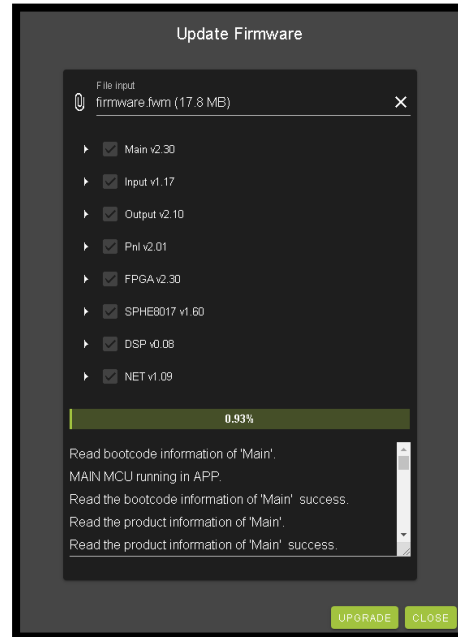 Update Firmware
File input
firmware.fwm (17.8 MB)
Main v2.30
Input v1.17
Output v2.10
Pnl v2.01
FPGA v2.30
SPHE8017 v1.60
DSP v0.08
NET v1.09
0.93%
Read bootcode information of 'Main'.
MAIN MCU running in APP.
Read the bootcode information of 'Main' success.
Read the product information of 'Main'.
Read the product information of 'Main' success.
UPGRADE CLOSE